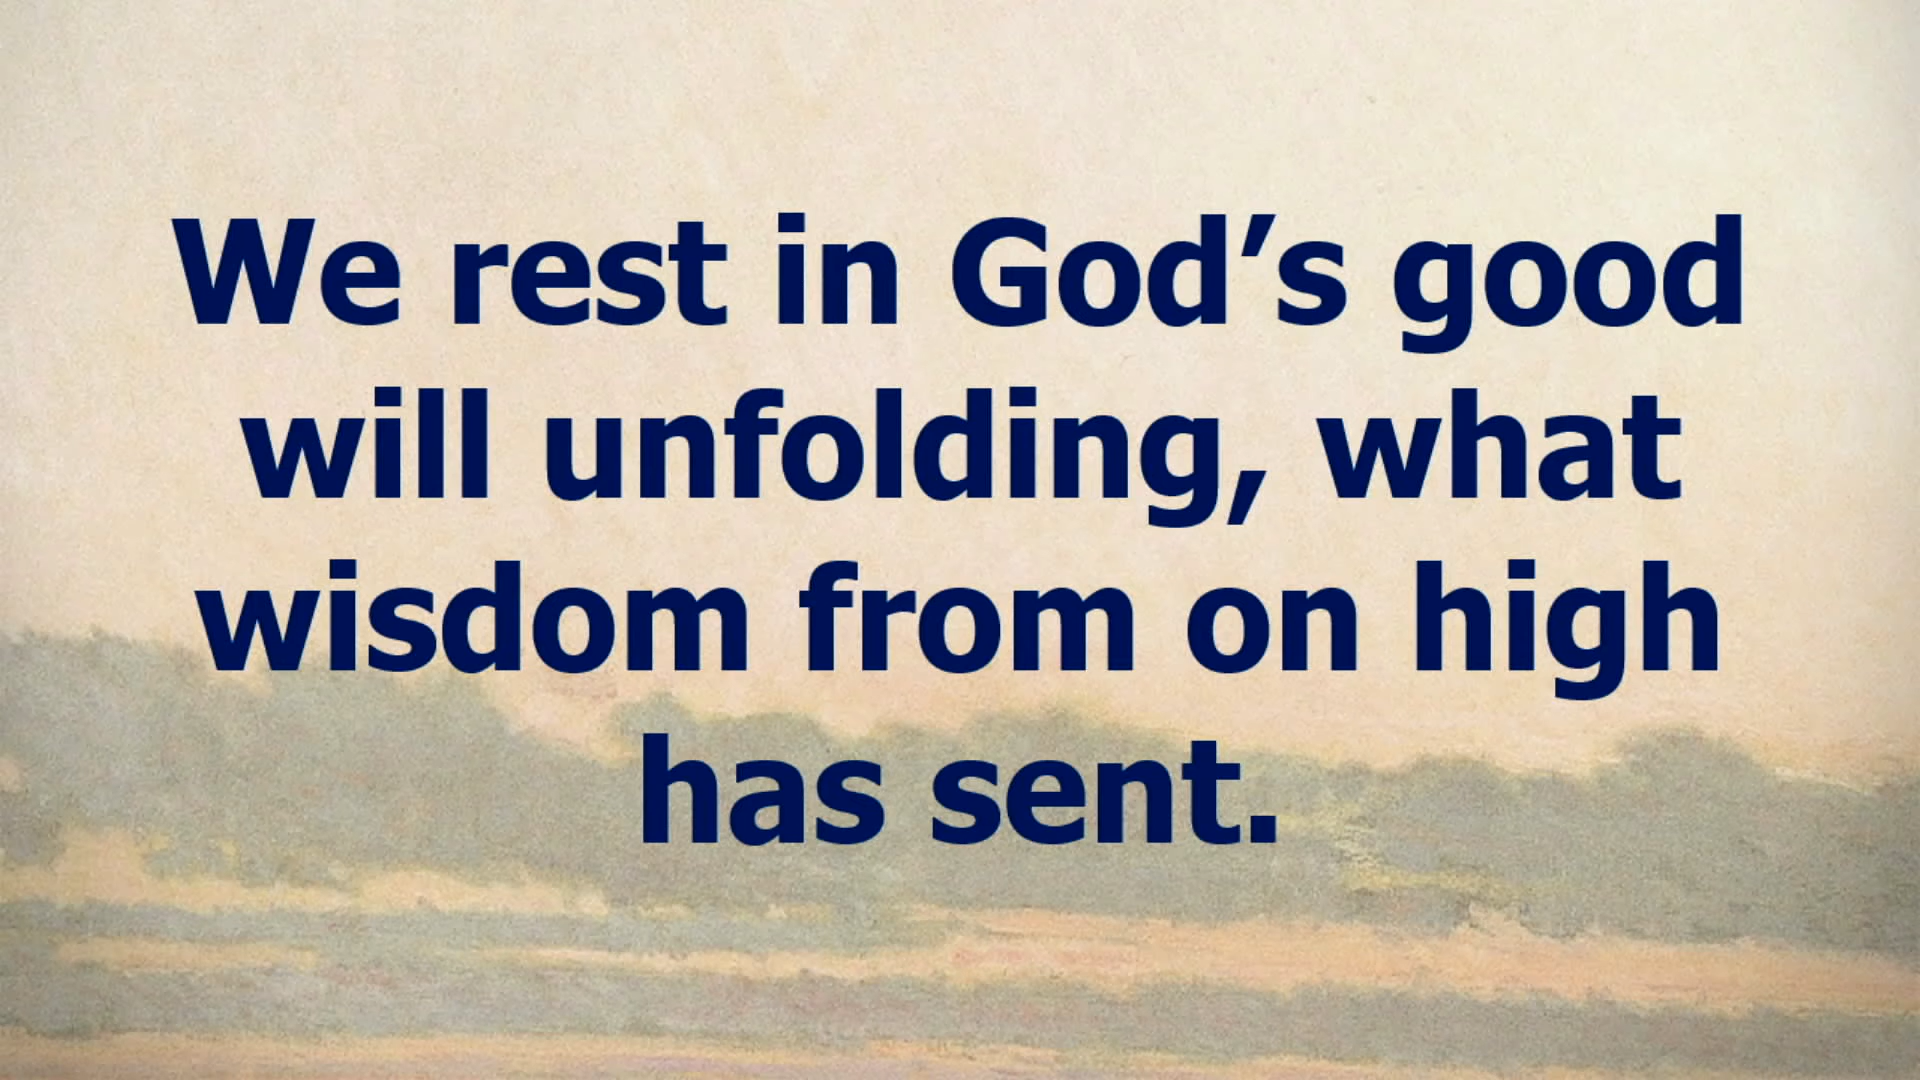 We rest in God’s good
will unfolding, what
wisdom from on high
has sent.